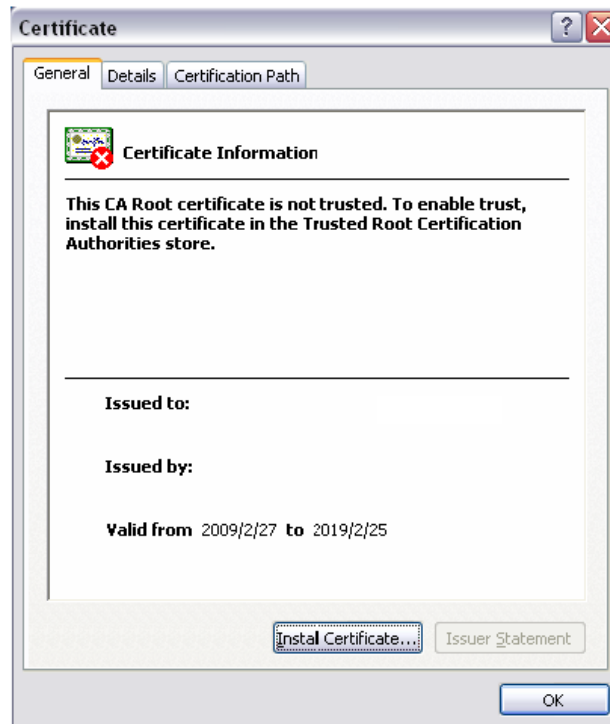 Certificate
General Details Certification Path
Certificate Information
This CA Root certificate is not trusted. To enable trust,
install this certificate in the Trusted Root Certification
Authorities store.
Issued to:
Issued by:
Valid from 2009/2/27 to 2019/2/25
Instal Certificate... Issuer Statement
OK